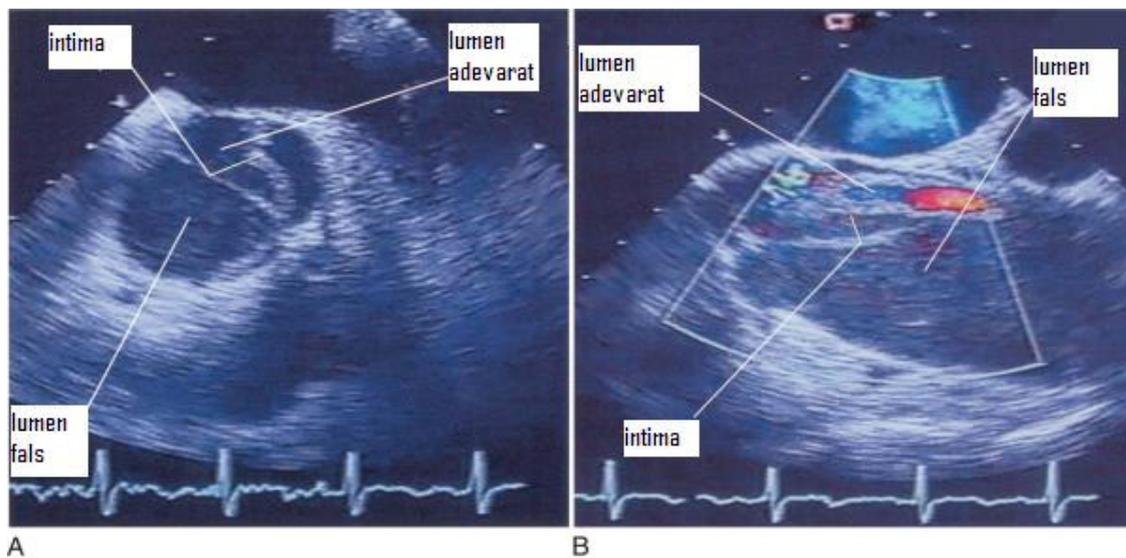 intima
lumen
adevarat
lumen
fals
A
lumen
adevarat
lumen
fals
intima
B